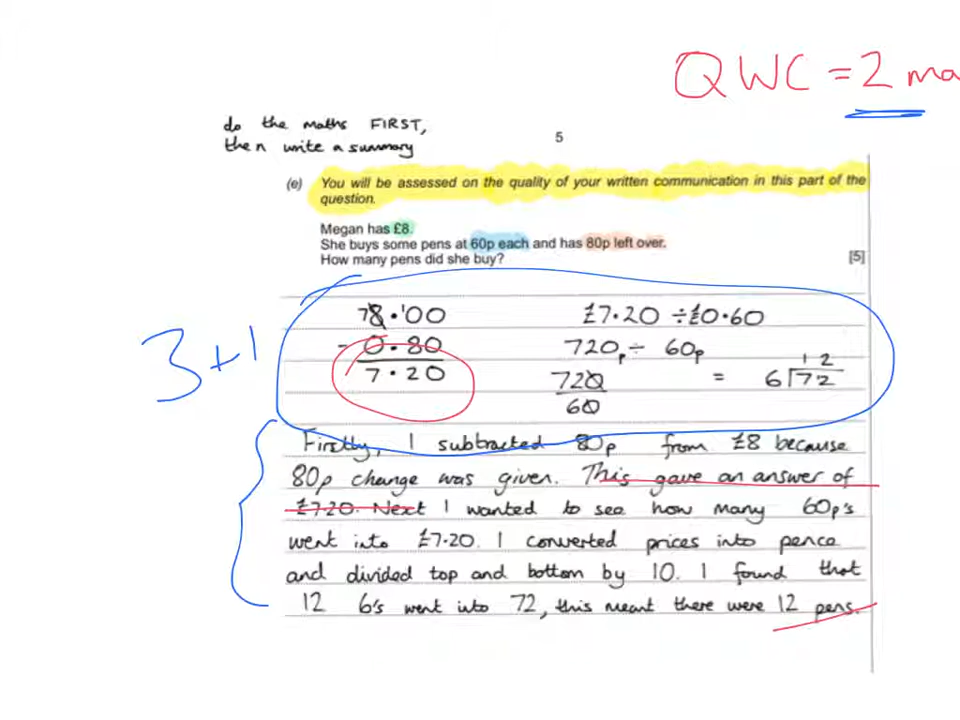 QWC = 2 ma
do the maths FIRST,
then write a summary
5
(e) You will be assessed on the quality of your written communication in this part of the
question.
Megan has £8.
She buys some pens at 60p each and has 80p left over.
How many pens did she buy?
[5]
3+1
78.100
- 0.80
7.20
£7.20 ÷ £0.60
720p ÷ 60p
720
60
= 6)72
12
Firstly, I subtracted 80p from £8 because
80p change was given. This gave an answer of
£7.20. Next I wanted to see how many 60p's
went into £7.20. I converted prices into pence
and divided top and bottom by 10. I found that
12 6's went into 72, this meant there were 12 pens.